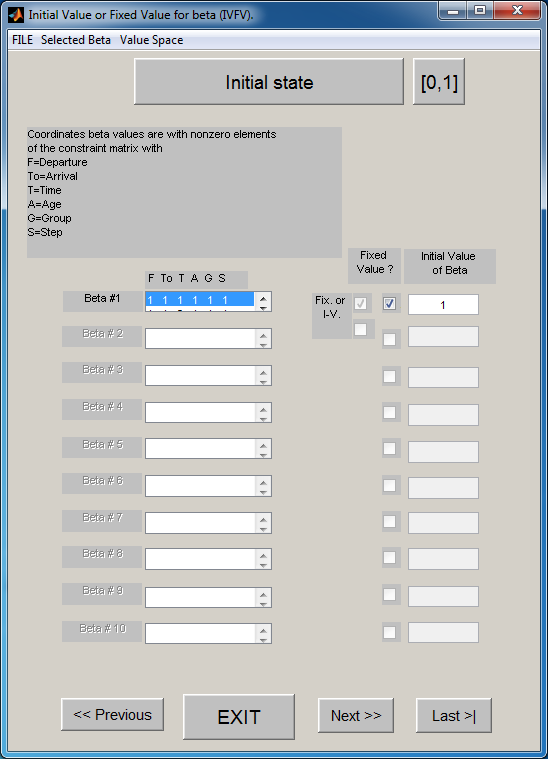 Initial Value or Fixed Value for beta (IVFV).
FILE Selected Beta Value Space
Initial state [0,1]
Coordinates beta values are with nonzero elements
of the constraint matrix with
F=Departure
To=Arrival
T=Time
A=Age
G=Group
S=Step
Fixed
Value ?
Initial Value
of Beta
F To T A G S
Beta #1 1 1 1 1 1 1
Fix. or
I-V.
1
Beta # 2
Beta # 3
Beta # 4
Beta # 5
Beta # 6
Beta # 7
Beta # 8
Beta # 9
Beta # 10
<< Previous EXIT Next >> Last >|